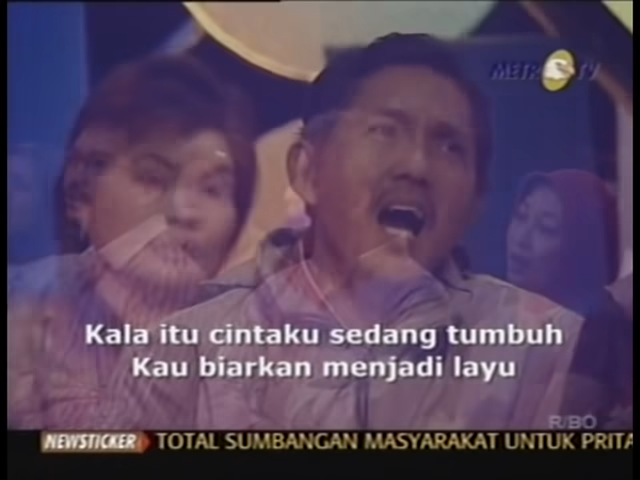 METRO TV
Kala itu cintaku sedang tumbuh
Kau biarkan menjadi layu
R/BO
NEWSTICKER TOTAL SUMBANGAN MASYARAKAT UNTUK PRITA